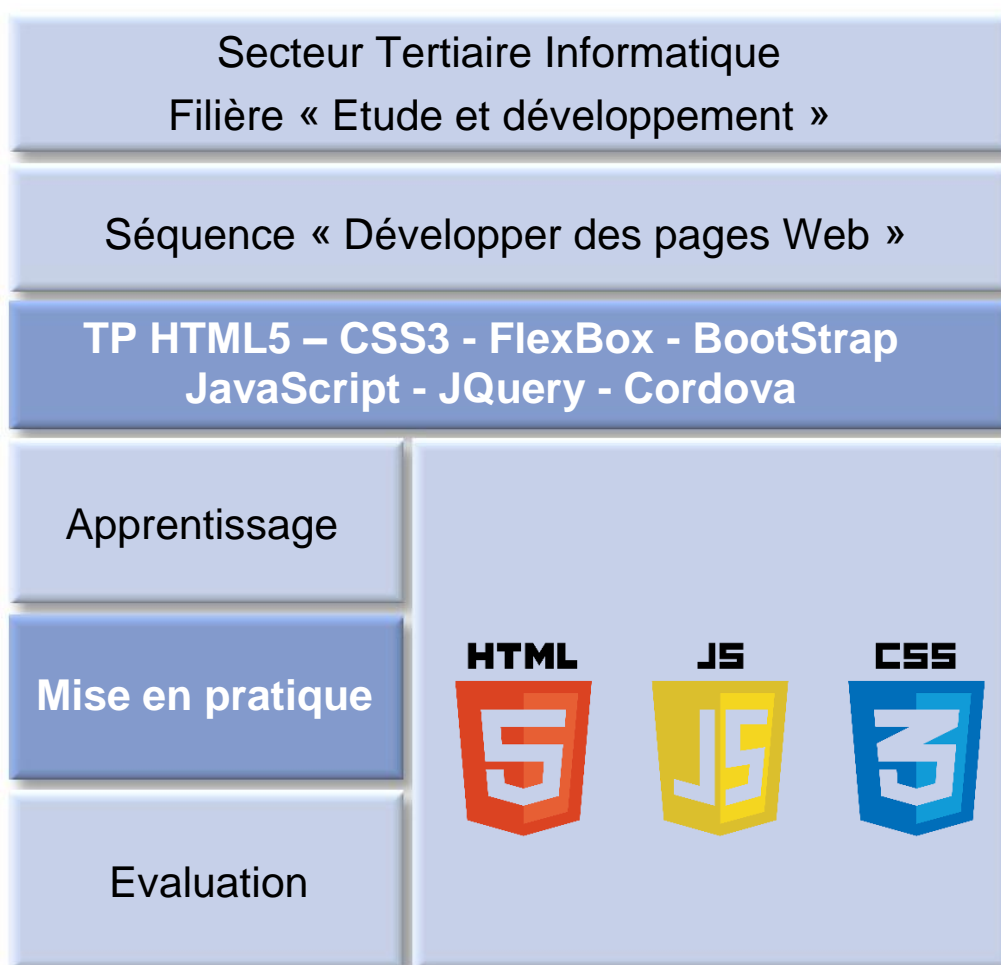 Secteur Tertiaire Informatique
Filière « Etude et développement »
Séquence « Développer des pages Web »
TP HTML5 – CSS3 - FlexBox - BootStrap
JavaScript - JQuery - Cordova
Apprentissage
Mise en pratique
Evaluation
HTML
5
JS
JS
CSS
3